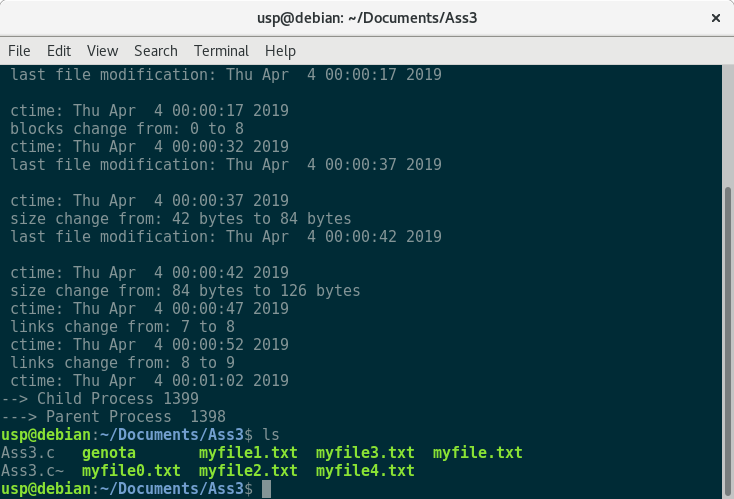 usp@debian: ~/Documents/Ass3 ×
File Edit View Search Terminal Help
last file modification: Thu Apr  4 00:00:17 2019
ctime: Thu Apr  4 00:00:17 2019
blocks change from: 0 to 8
ctime: Thu Apr  4 00:00:32 2019
last file modification: Thu Apr  4 00:00:37 2019
ctime: Thu Apr  4 00:00:37 2019
size change from: 42 bytes to 84 bytes
last file modification: Thu Apr  4 00:00:42 2019
ctime: Thu Apr  4 00:00:42 2019
size change from: 84 bytes to 126 bytes
ctime: Thu Apr  4 00:00:47 2019
links change from: 7 to 8
ctime: Thu Apr  4 00:00:52 2019
links change from: 8 to 9
ctime: Thu Apr  4 00:01:02 2019
--> Child Process 1399
---> Parent Process  1398
usp@debian:~/Documents/Ass3$ ls
Ass3.c   genota       myfile1.txt  myfile3.txt  myfile.txt
Ass3.c~  myfile0.txt  myfile2.txt  myfile4.txt
usp@debian:~/Documents/Ass3$